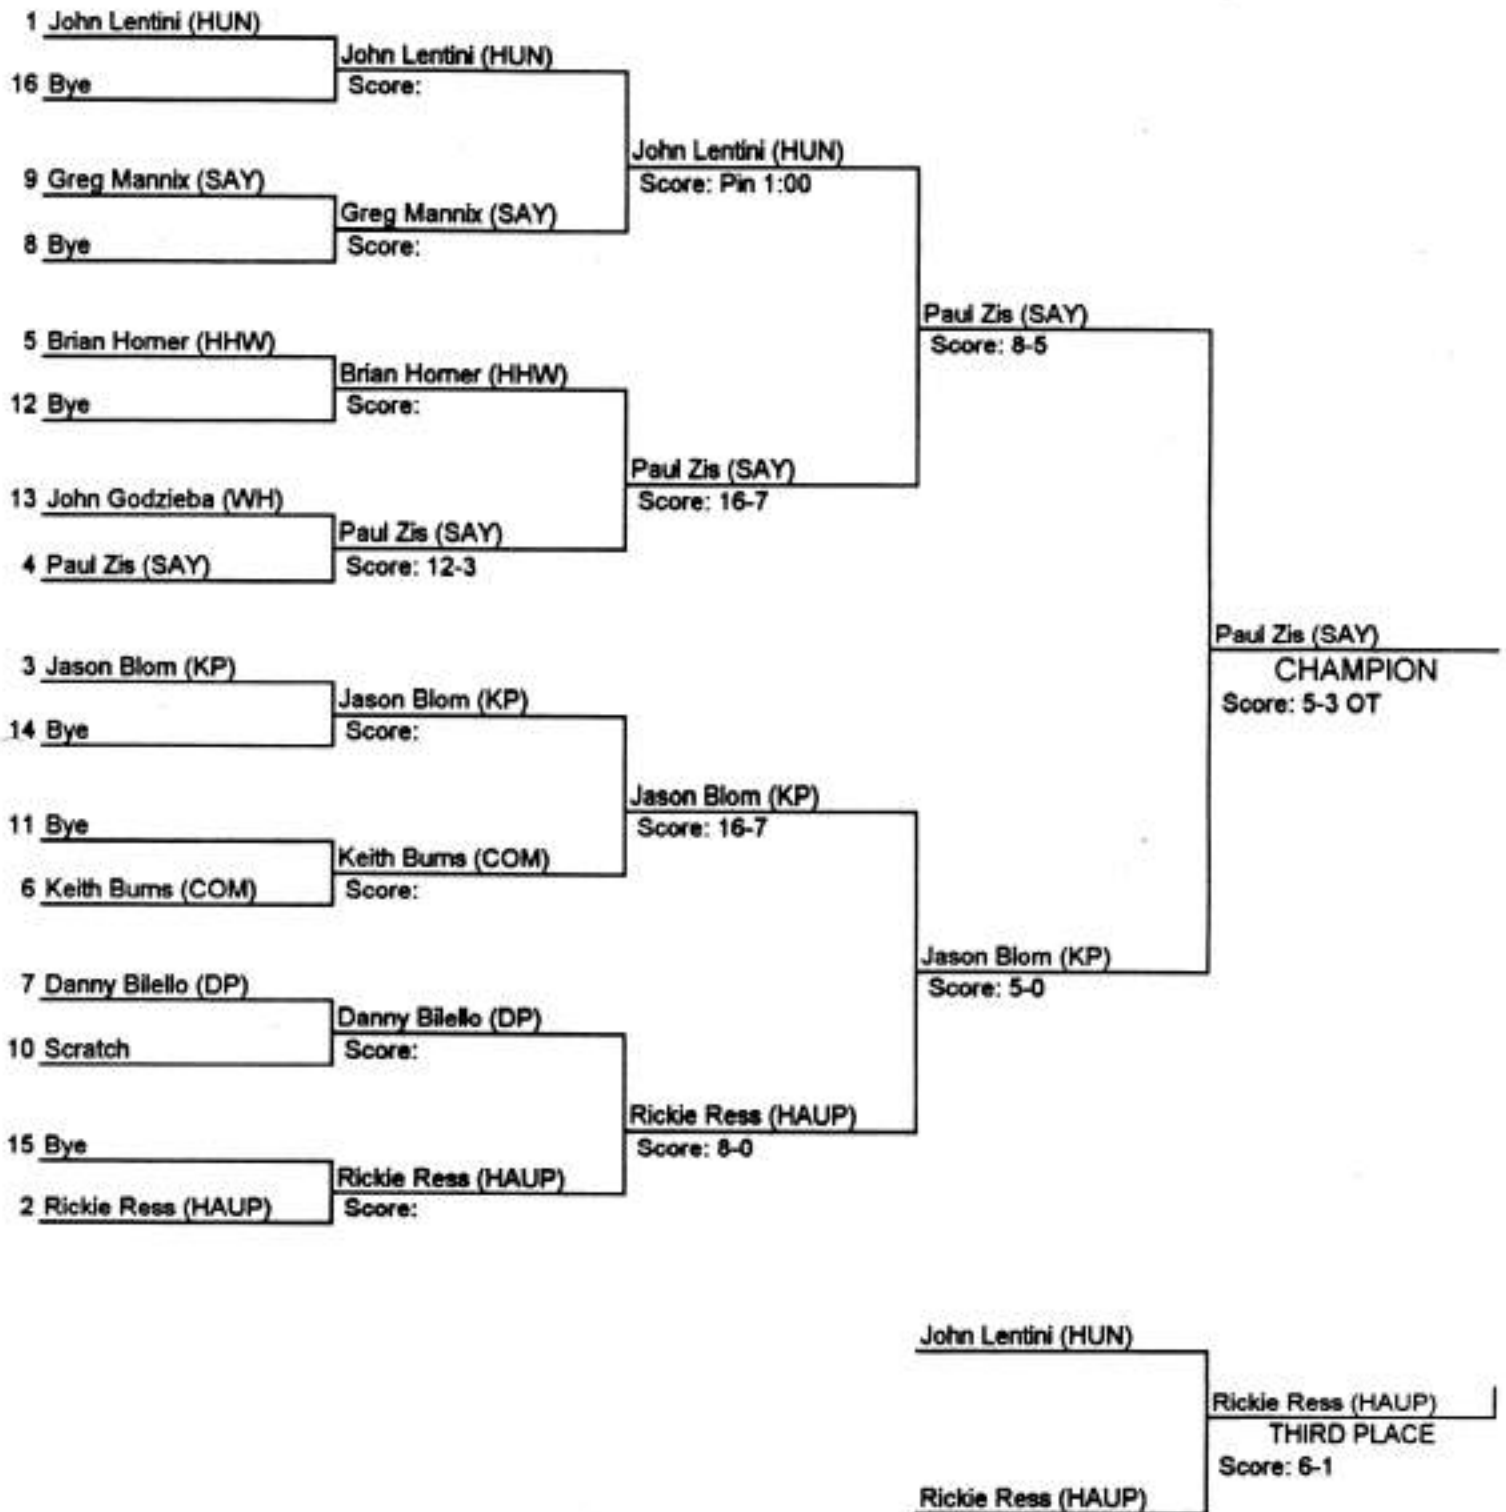 1 John Lentini (HUN)
John Lentini (HUN)
Score:
16 Bye
John Lentini (HUN)
Score: Pin 1:00
9 Greg Mannix (SAY)
Greg Mannix (SAY)
Score:
8 Bye
Paul Zis (SAY)
Score: 8-5
5 Brian Horner (HHW)
Brian Horner (HHW)
Score:
12 Bye
Paul Zis (SAY)
Score: 16-7
13 John Godzieba (WH)
Paul Zis (SAY)
Score: 12-3
4 Paul Zis (SAY)
Paul Zis (SAY)
CHAMPION
Score: 5-3 OT
3 Jason Blom (KP)
Jason Blom (KP)
Score:
14 Bye
Jason Blom (KP)
Score: 16-7
11 Bye
Keith Burns (COM)
Score:
6 Keith Burns (COM)
Jason Blom (KP)
Score: 5-0
7 Danny Bilello (DP)
Danny Bilello (DP)
Score:
10 Scratch
Rickie Ress (HAUP)
Score: 8-0
15 Bye
Rickie Ress (HAUP)
Score:
2 Rickie Ress (HAUP)
John Lentini (HUN)
Rickie Ress (HAUP)
THIRD PLACE
Score: 6-1
Rickie Ress (HAUP)